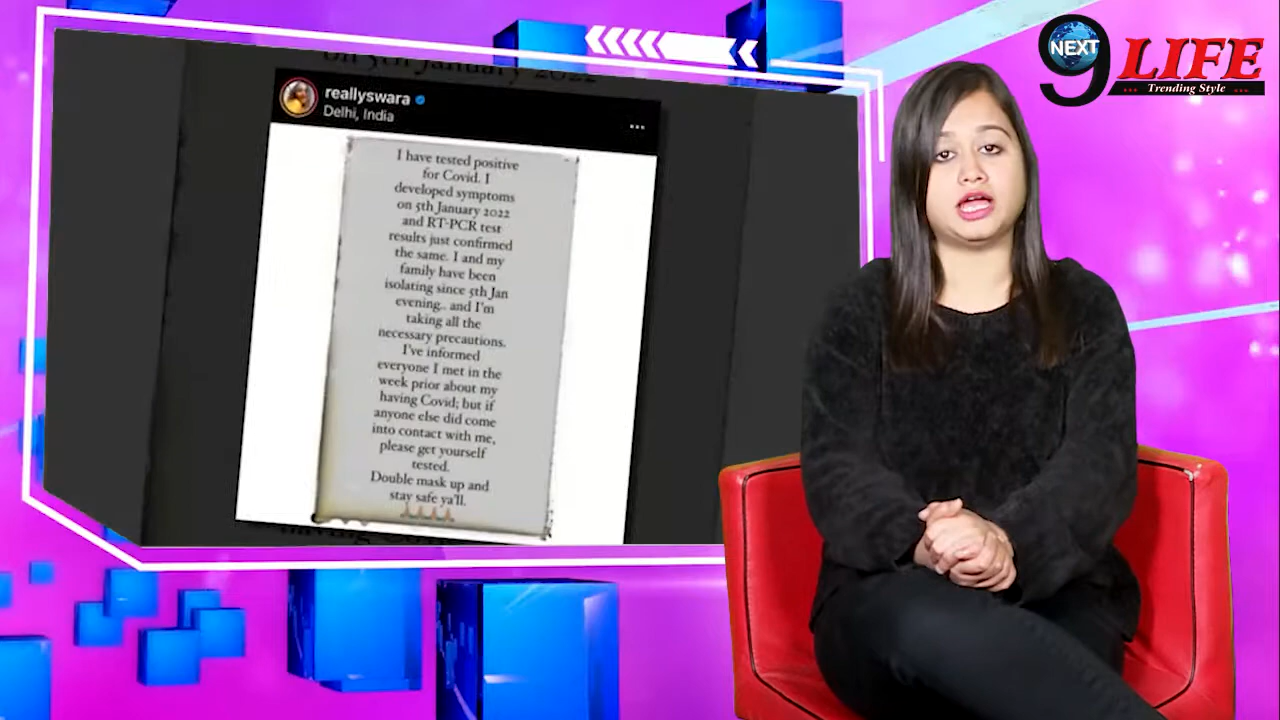 on 5th January 2022
reallyswara
Delhi, India
I have tested positive
for Covid. I
developed symptoms
on 5th January 2022
and RT-PCR test
results just confirmed
the same. I and my
family have been
isolating since 5th Jan
evening.. and I'm
taking all the
necessary precautions.
I've informed
everyone I met in the
week prior about my
having Covid; but if
anyone else did come
into contact with me,
please get yourself
tested.
Double mask up and
stay safe ya'll.
NEXT
9 LIFE
Trending Style